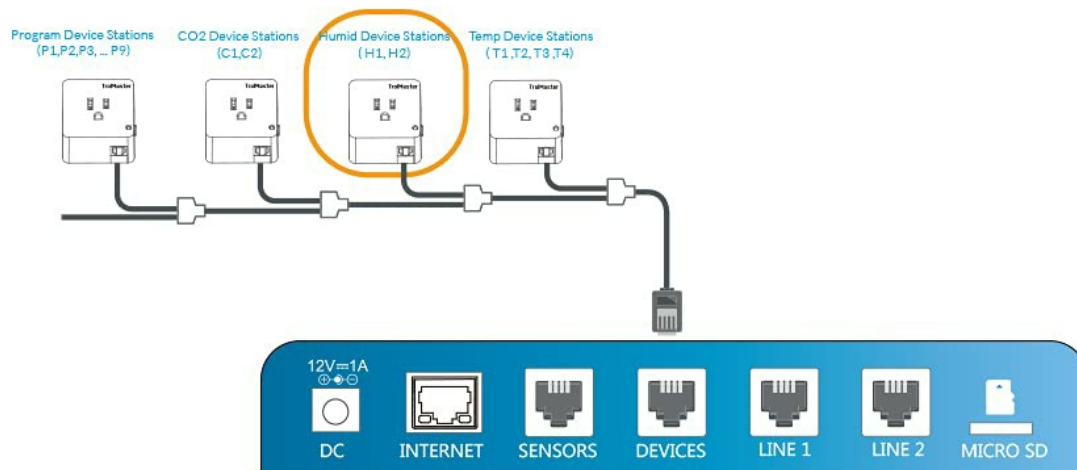 Program Device Stations
(P1,P2,P3, ... P9)
CO2 Device Stations
(C1,C2)
Humid Device Stations
( H1, H2)
Temp Device Stations
( T1 ,T2, T3 ,T4)
TrolMaster
TrolMaster
TrolMaster
TrolMaster
12V⎓1A
DC
INTERNET
SENSORS
DEVICES
LINE 1
LINE 2
MICRO SD